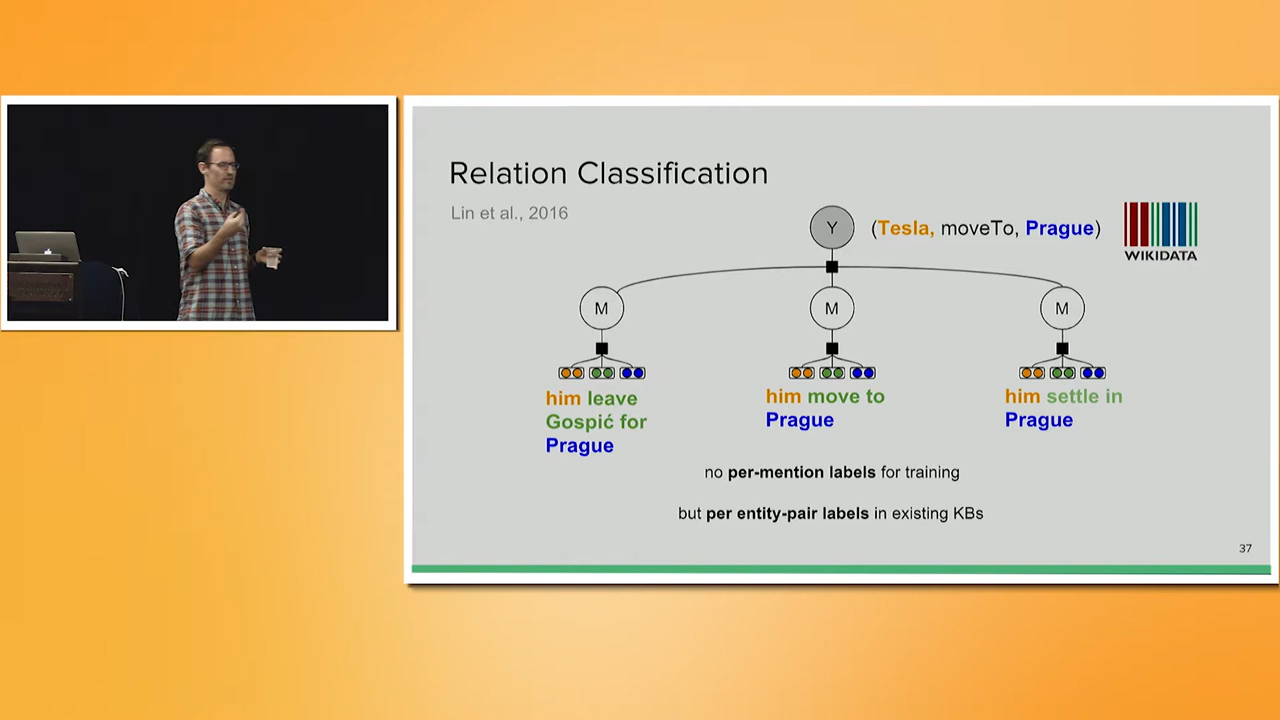 Relation Classification
Lin et al., 2016
Y
(Tesla, moveTo, Prague)
WIKIDATA
M
M
M
him leave
Gospić for
Prague
him move to
Prague
him settle in
Prague
no per-mention labels for training
but per entity-pair labels in existing KBs
37